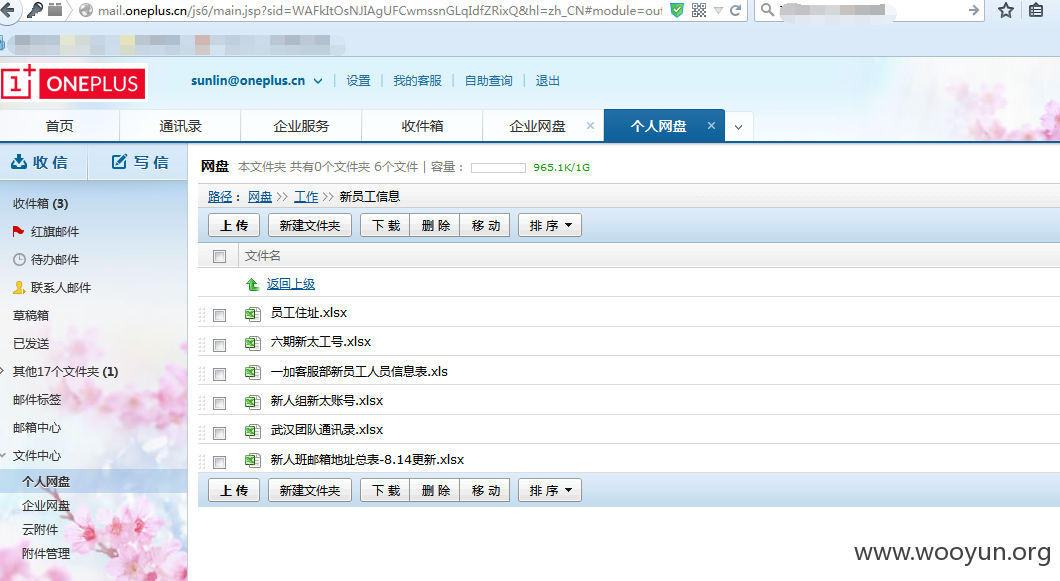 mail.oneplus.cn/js6/main.jsp?sid=WAFkItOsNJIAgUFCwmssnGLqIdfZRixQ&hl=zh_CN#module=out
1+ ONEPLUS
sunlin@oneplus.cn | 设置 | 我的客服 | 自助查询 | 退出
首页 通讯录 企业服务 收件箱 企业网盘 × 个人网盘 ×
收信 写信
网盘 本文件夹 共有0个文件夹 6个文件 | 容量： 965.1K/1G
路径： 网盘 >> 工作 >> 新员工信息
上传 新建文件夹 下载 删除 移动 排序
文件名
返回上级
员工住址.xlsx
六期新太工号.xlsx
一加客服部新员工人员信息表.xls
新人组新太账号.xlsx
武汉团队通讯录.xlsx
新人班邮箱地址总表-8.14更新.xlsx
上传 新建文件夹 下载 删除 移动 排序
收件箱 (3)
红旗邮件
待办邮件
联系人邮件
草稿箱
已发送
其他17个文件夹 (1)
邮件标签
邮箱中心
文件中心
个人网盘
企业网盘
云附件
附件管理
www.wooyun.org